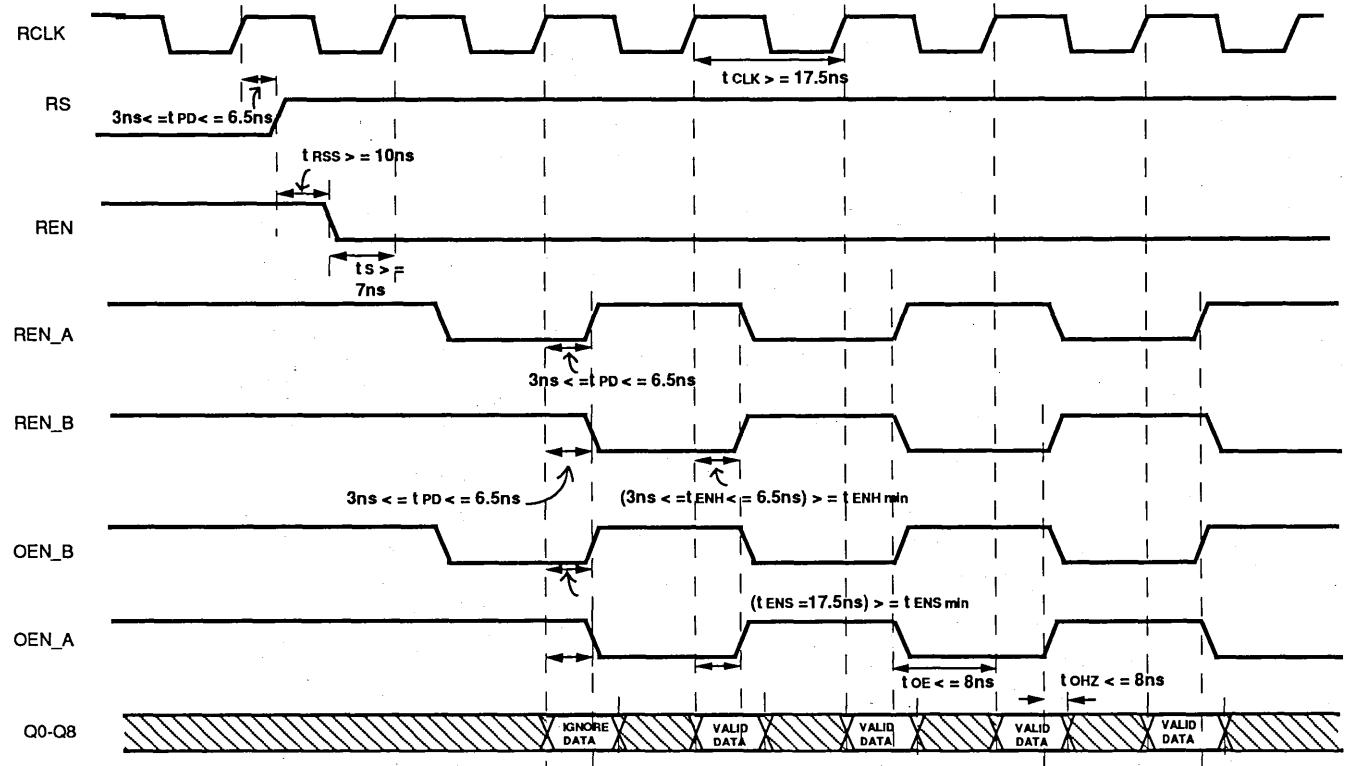 RCLK
t CLK > = 17.5ns
RS
3ns< =t PD< = 6.5ns
t RSS > = 10ns
REN
t S > =
7ns
REN_A
3ns < =t PD < = 6.5ns
REN_B
3ns < = t PD < = 6.5ns
(3ns < =t ENH < = 6.5ns) > = t ENH min
OEN_B
(t ENS =17.5ns) > = t ENS min
OEN_A
t OE < = 8ns
t OHZ < = 8ns
Q0-Q8
IGNORE
DATA
VALID
DATA
VALID
DATA
VALID
DATA
VALID
DATA